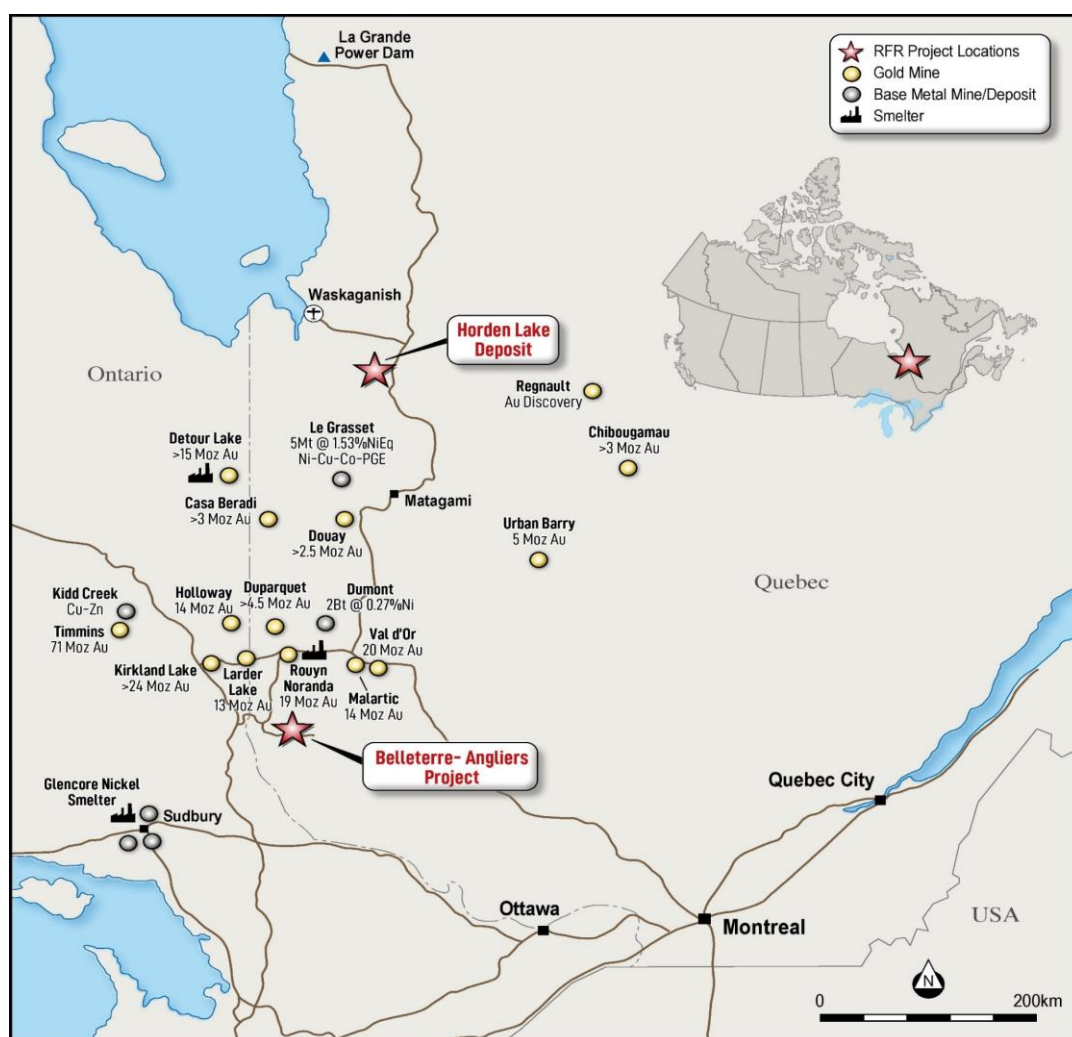 La Grande
Power Dam
RFR Project Locations
Gold Mine
Base Metal Mine/Deposit
Smelter
Waskaganish
Horden Lake
Deposit
Ontario
Regnault
Au Discovery
Detour Lake
>15 Moz Au
Le Grasset
5Mt @ 1.53%NiEq
Ni-Cu-Co-PGE
Chibougamau
>3 Moz Au
Casa Beradi
>3 Moz Au
Matagami
Douay
>2.5 Moz Au
Urban Barry
5 Moz Au
Quebec
Kidd Creek
Cu-Zn
Timmins
71 Moz Au
Holloway
14 Moz Au
Duparquet
>4.5 Moz Au
Dumont
2Bt @ 0.27%Ni
Val d'Or
20 Moz Au
Kirkland Lake
>24 Moz Au
Larder
Lake
13 Moz Au
Rouyn
Noranda
19 Moz Au
Malartic
14 Moz Au
Belleterre- Angliers
Project
Glencore Nickel
Smelter
Sudbury
Quebec City
Ottawa
Montreal
USA
N
0
200km